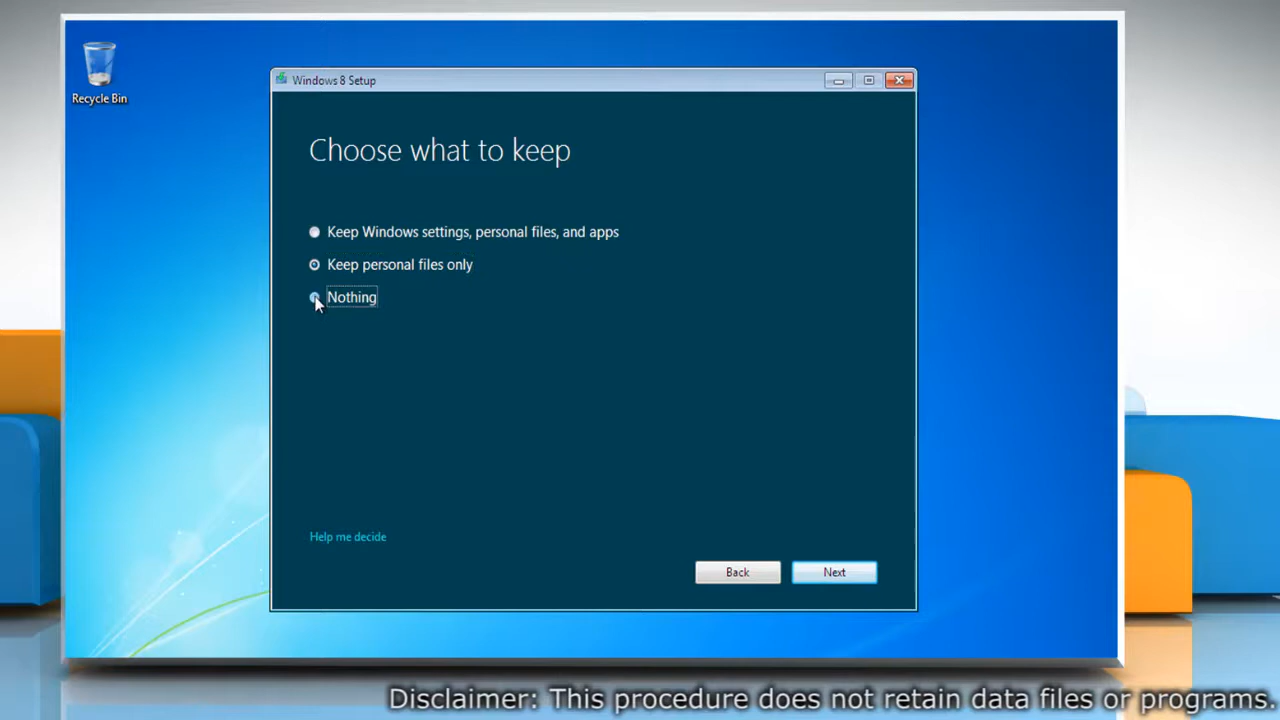 Recycle Bin
Windows 8 Setup
Choose what to keep
Keep Windows settings, personal files, and apps
Keep personal files only
Nothing
Help me decide
Back
Next
Disclaimer: This procedure does not retain data files or programs.